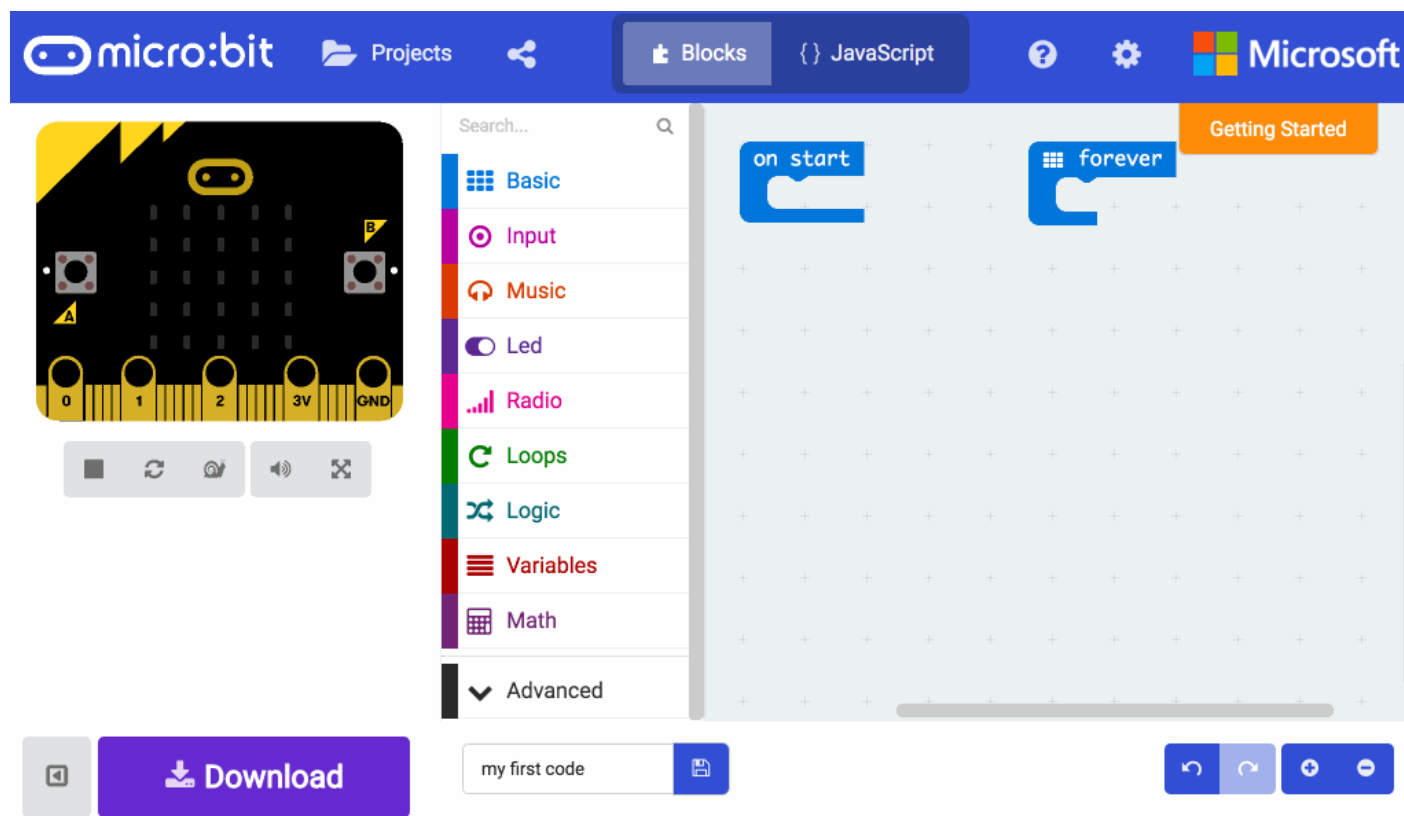 micro:bit
Projects
Blocks
{ } JavaScript
?
Microsoft
Search...
Getting Started
on start
forever
Basic
Input
Music
Led
Radio
Loops
Logic
Variables
Math
Advanced
B
A
0 1 2 3V GND
Download
my first code